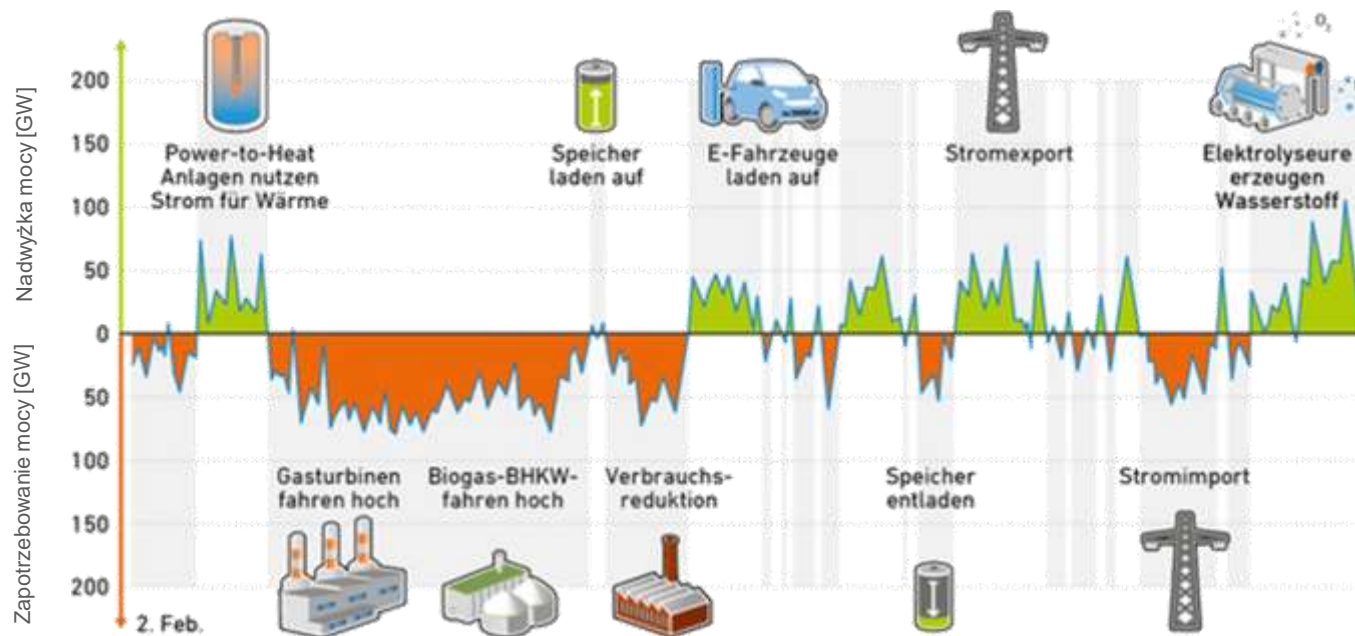 Nadwyżka mocy [GW]
Zapotrzebowanie mocy [GW]
200
150
100
50
0
50
100
150
200
Power-to-Heat
Anlagen nutzen
Strom für Wärme
Speicher
laden auf
E-Fahrzeuge
laden auf
Stromexport
O₂
Elektrolyseure
erzeugen
Wasserstoff
Gasturbinen
fahren hoch
Biogas-BHKW-
fahren hoch
Verbrauchs-
reduktion
Speicher
entladen
Stromimport
2. Feb.